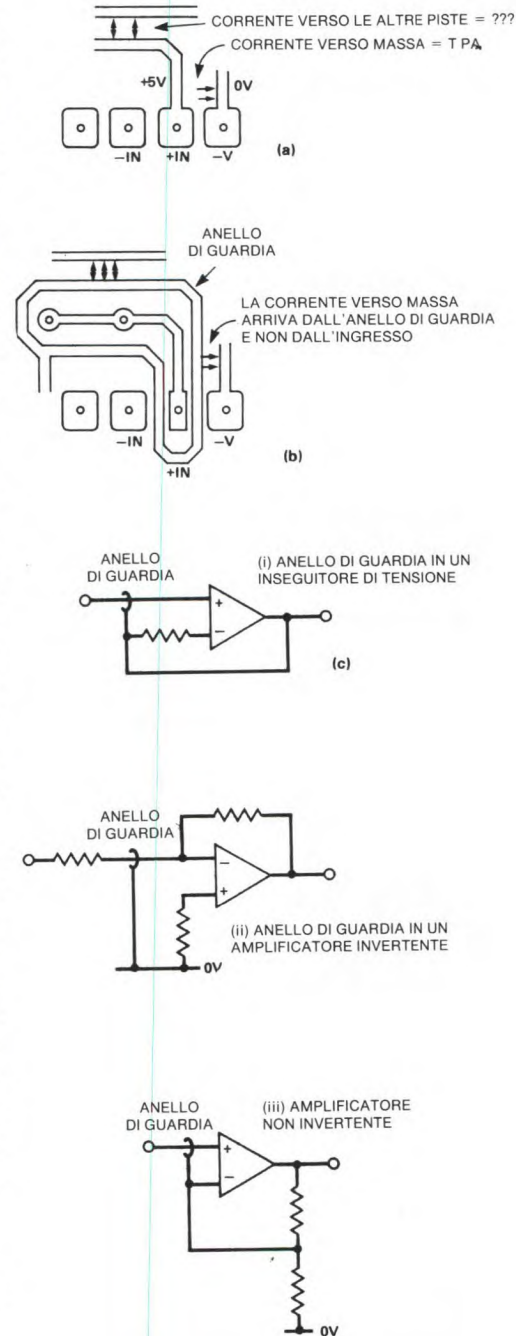 CORRENTE VERSO LE ALTRE PISTE = ???
CORRENTE VERSO MASSA = T PA
+5V
0V
-IN
+IN
-V
(a)
ANELLO
DI GUARDIA
LA CORRENTE VERSO MASSA
ARRIVA DALL'ANELLO DI GUARDIA
E NON DALL'INGRESSO
-IN
+IN
-V
(b)
ANELLO
DI GUARDIA
(i) ANELLO DI GUARDIA IN UN
INSEGUITORE DI TENSIONE
+
-
(c)
ANELLO
DI GUARDIA
-
+
(ii) ANELLO DI GUARDIA IN UN
AMPLIFICATORE INVERTENTE
0V
ANELLO
DI GUARDIA
(iii) AMPLIFICATORE
NON INVERTENTE
+
-
0V